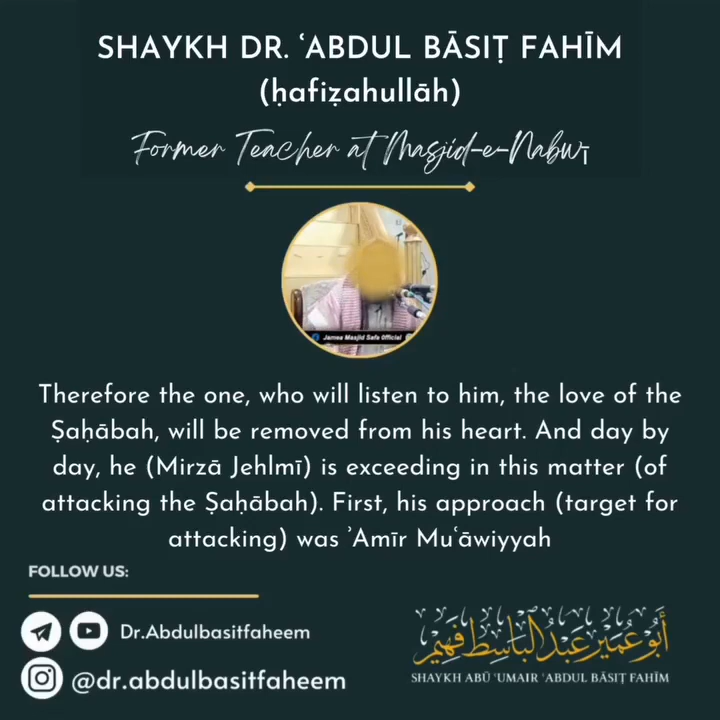 SHAYKH DR. ʿABDUL BĀSIṬ FAHĪM
(ḥafiẓahullāh)
Former Teacher at Masjid-e-Nabwī
Jamea Masjid Safa Official
Therefore the one, who will listen to him, the love of the
Ṣaḥābah, will be removed from his heart. And day by
day, he (Mirzā Jehlmī) is exceeding in this matter (of
attacking the Ṣaḥābah). First, his approach (target for
attacking) was ʾAmīr Muʿāwiyyah
FOLLOW US:
Dr.Abdulbasitfaheem
@dr.abdulbasitfaheem
أبو عمير عبد الباسط فهيم
SHAYKH ABŪ ʿUMAIR ʿABDUL BĀSIṬ FAHĪM